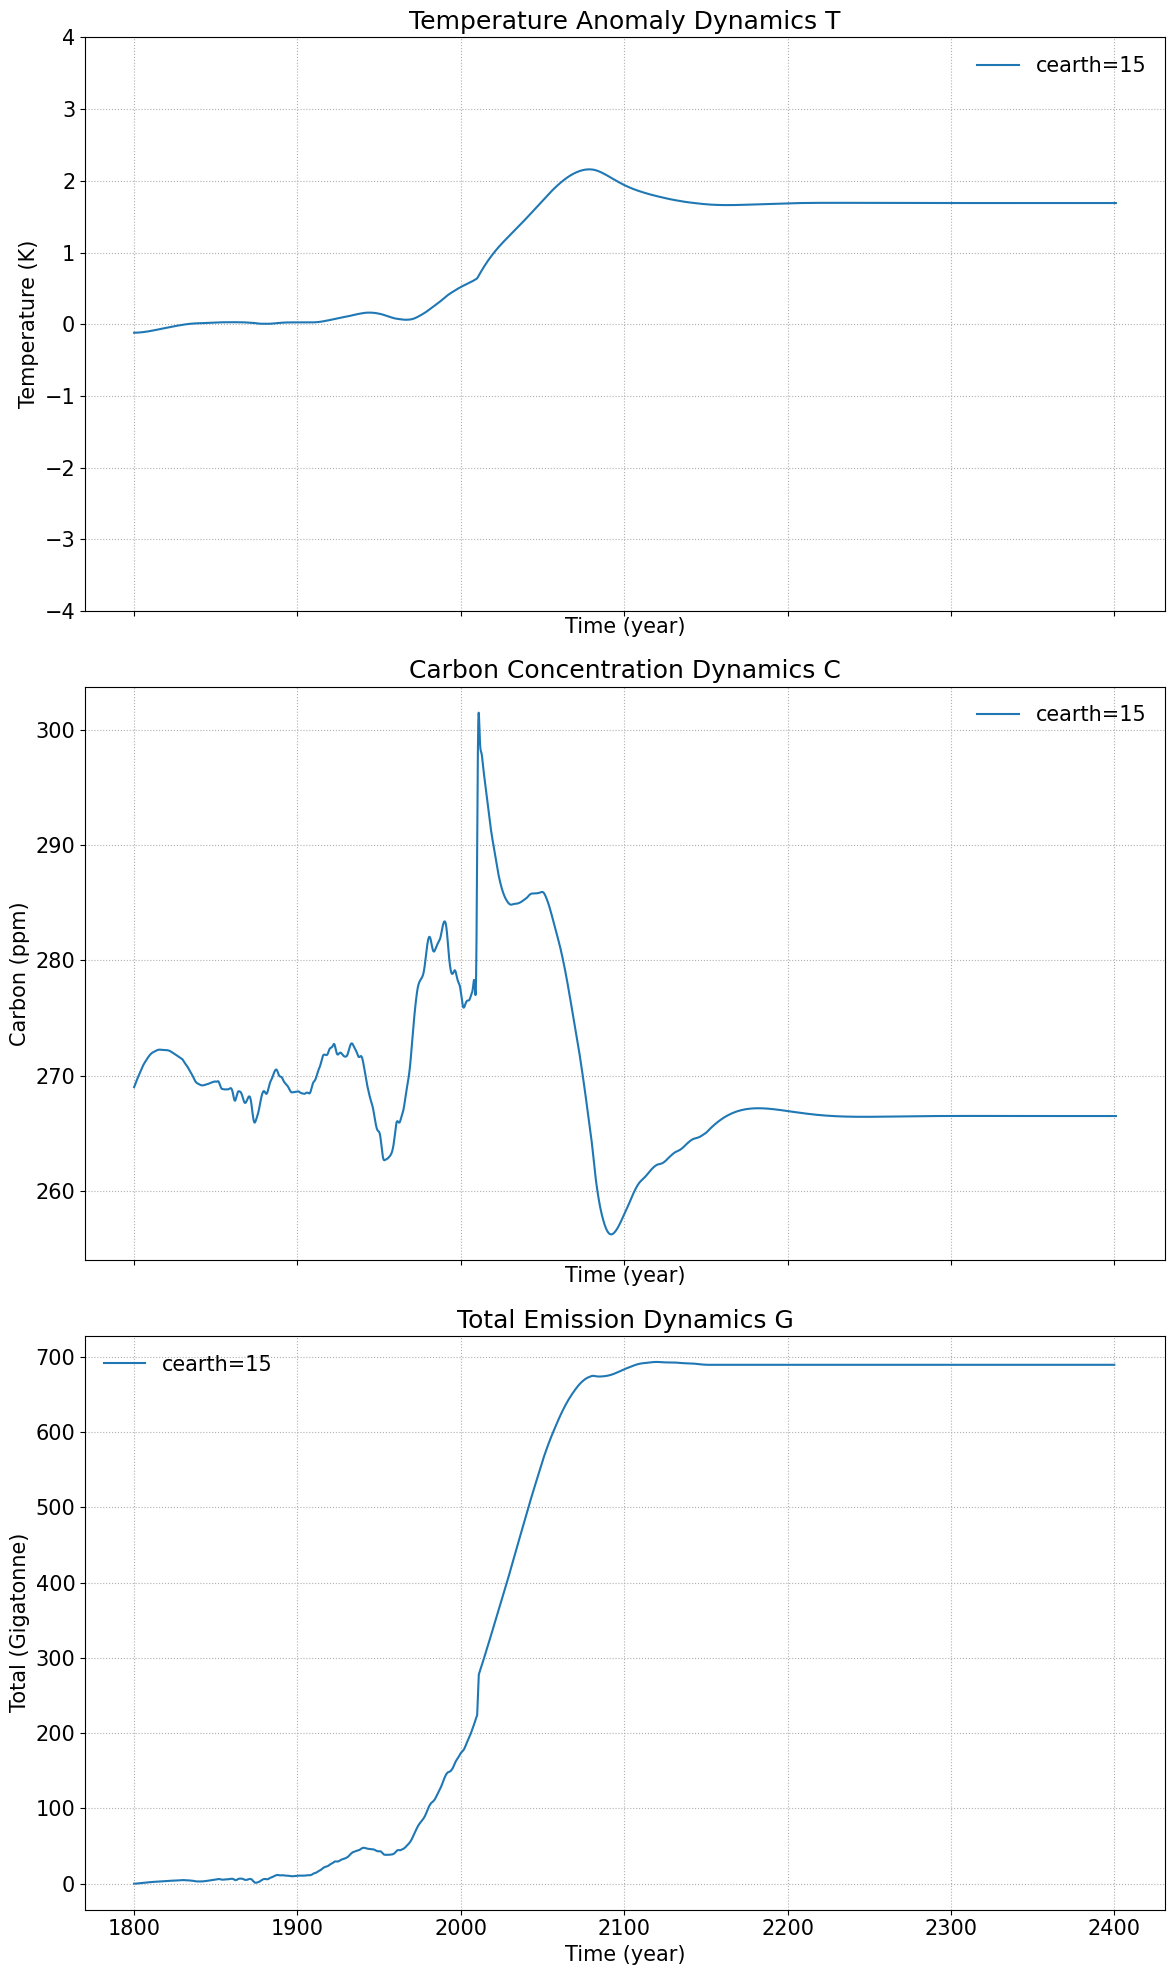 Temperature Anomaly Dynamics T
cearth=15
4
3
2
1
0
−1
−2
−3
−4
Temperature (K)
Time (year)
Carbon Concentration Dynamics C
cearth=15
300
290
280
270
260
Carbon (ppm)
Time (year)
Total Emission Dynamics G
cearth=15
700
600
500
400
300
200
100
0
Total (Gigatonne)
1800 1900 2000 2100 2200 2300 2400
Time (year)